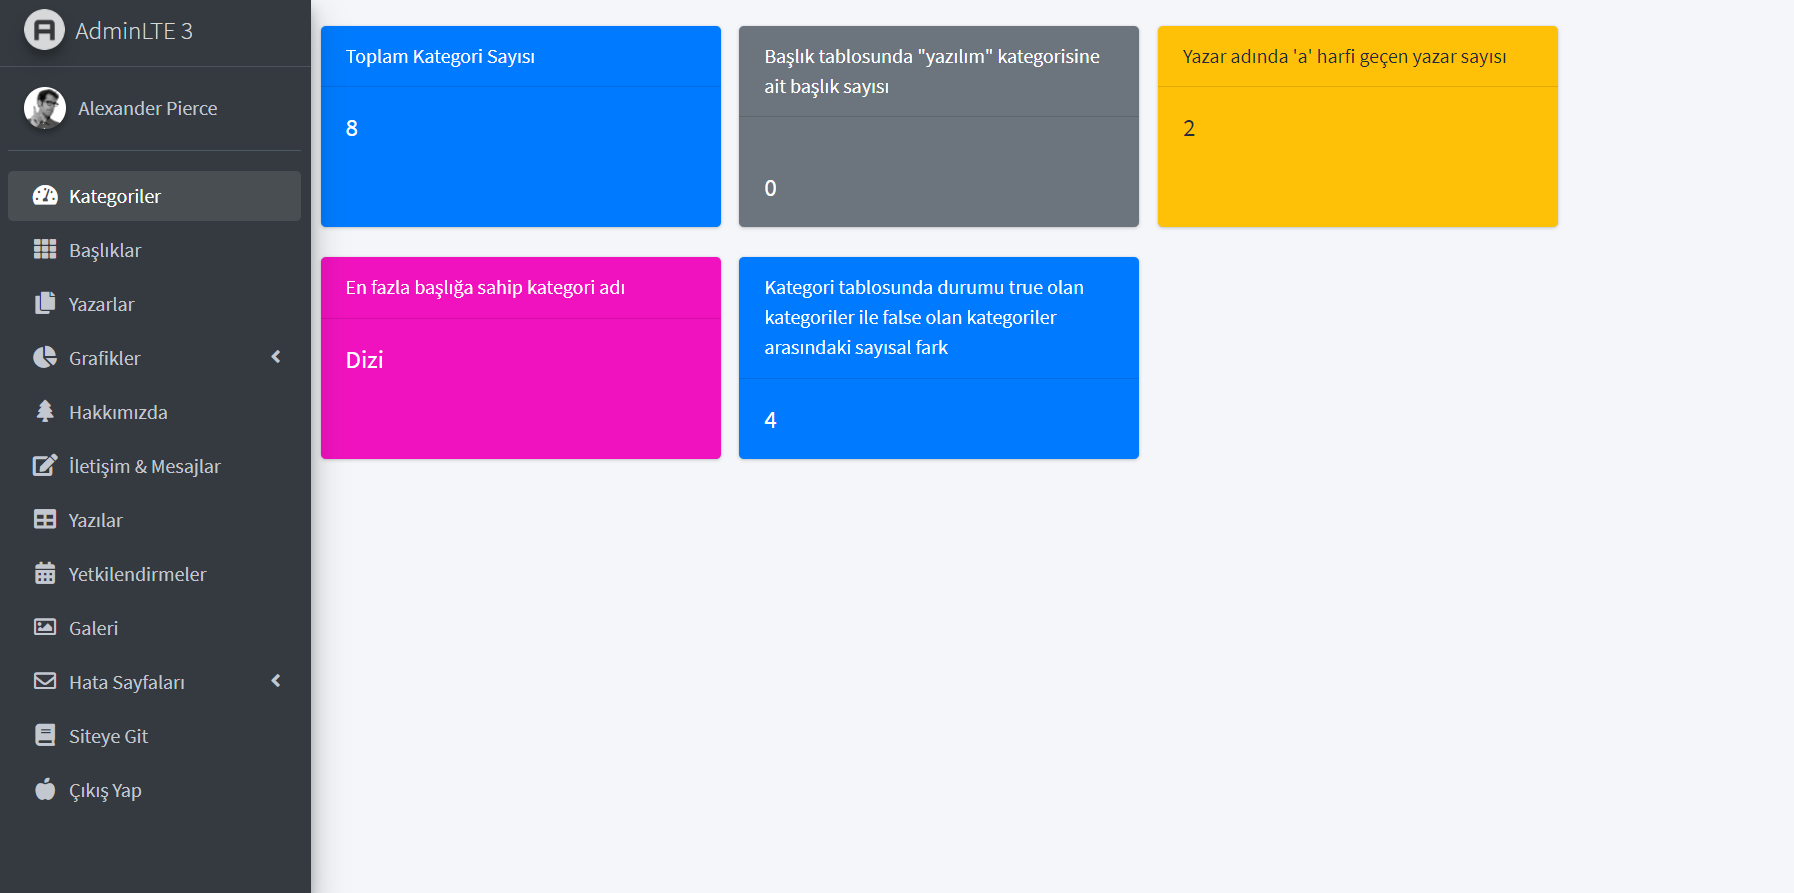 AdminLTE 3
Alexander Pierce
Kategoriler
Başlıklar
Yazarlar
Grafikler
Hakkımızda
İletişim & Mesajlar
Yazılar
Yetkilendirmeler
Galeri
Hata Sayfaları
Siteye Git
Çıkış Yap
Toplam Kategori Sayısı
8
Başlık tablosunda "yazılım" kategorisine
ait başlık sayısı
0
Yazar adında 'a' harfi geçen yazar sayısı
2
En fazla başlığa sahip kategori adı
Dizi
Kategori tablosunda durumu true olan
kategoriler ile false olan kategoriler
arasındaki sayısal fark
4